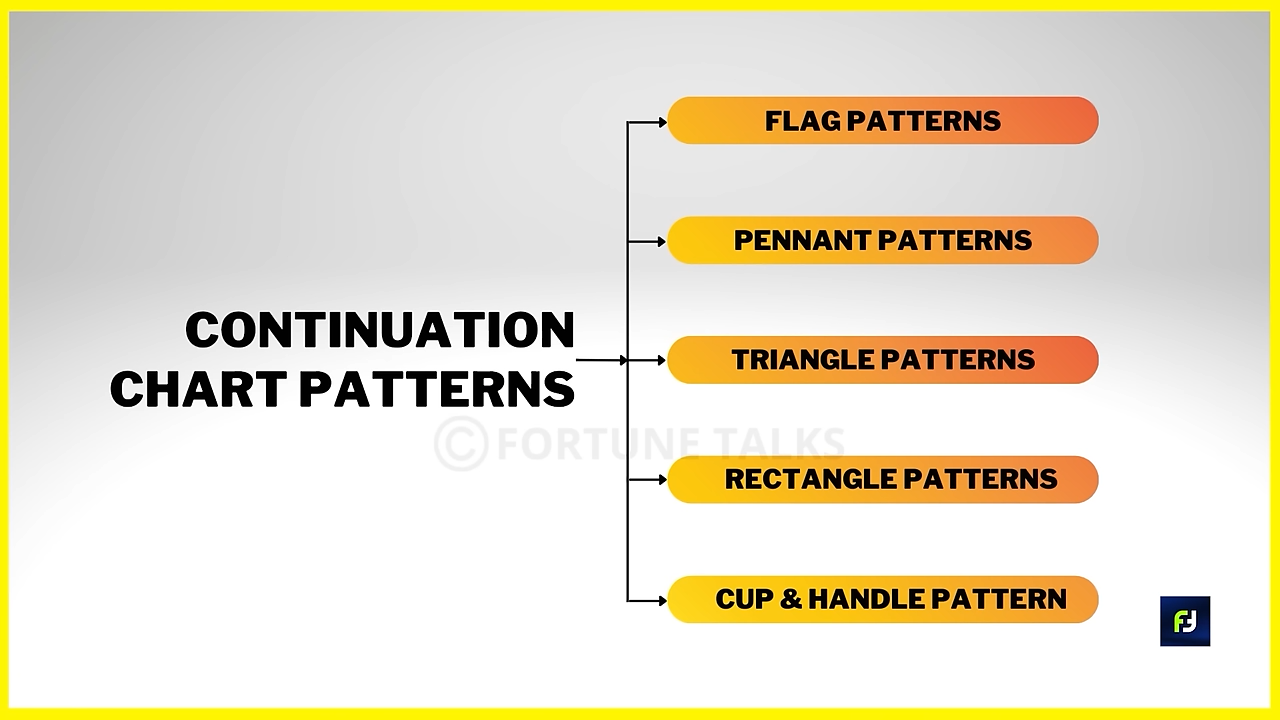 FLAG PATTERNS
PENNANT PATTERNS
CONTINUATION
CHART PATTERNS
TRIANGLE PATTERNS
© FORTUNE TALKS
RECTANGLE PATTERNS
CUP & HANDLE PATTERN